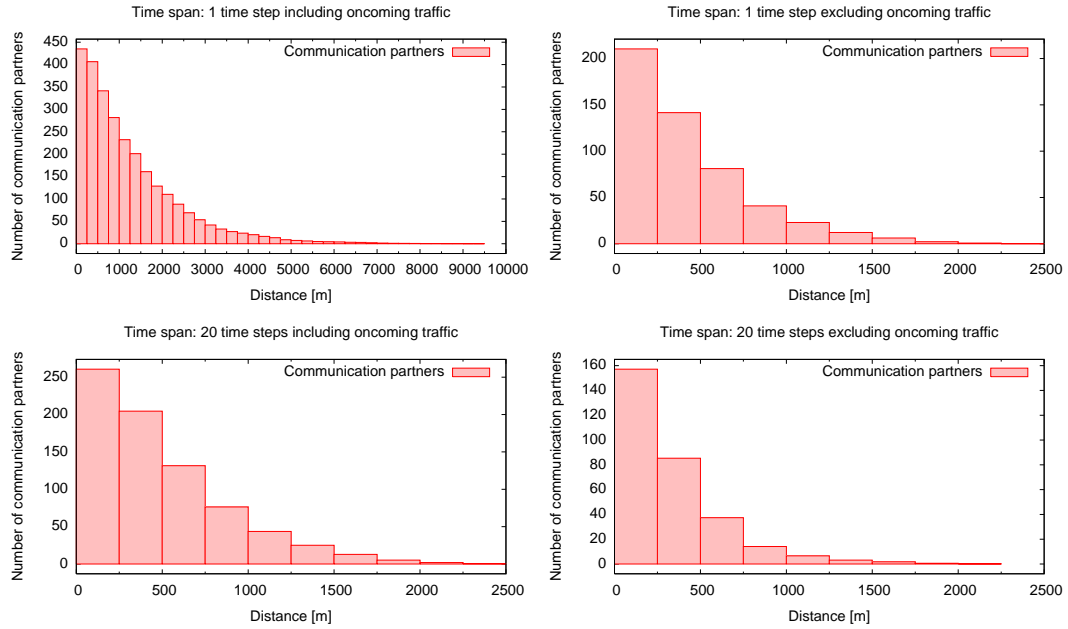 Time span: 1 time step including oncoming traffic
Number of communication partners
450
400
350
300
250
200
150
100
50
0
Communication partners
0 1000 2000 3000 4000 5000 6000 7000 8000 9000 10000
Distance [m]
Time span: 1 time step excluding oncoming traffic
Number of communication partners
200
150
100
50
0
Communication partners
0 500 1000 1500 2000 2500
Distance [m]
Time span: 20 time steps including oncoming traffic
Number of communication partners
250
200
150
100
50
0
Communication partners
0 500 1000 1500 2000 2500
Distance [m]
Time span: 20 time steps excluding oncoming traffic
Number of communication partners
160
140
120
100
80
60
40
20
0
Communication partners
0 500 1000 1500 2000 2500
Distance [m]